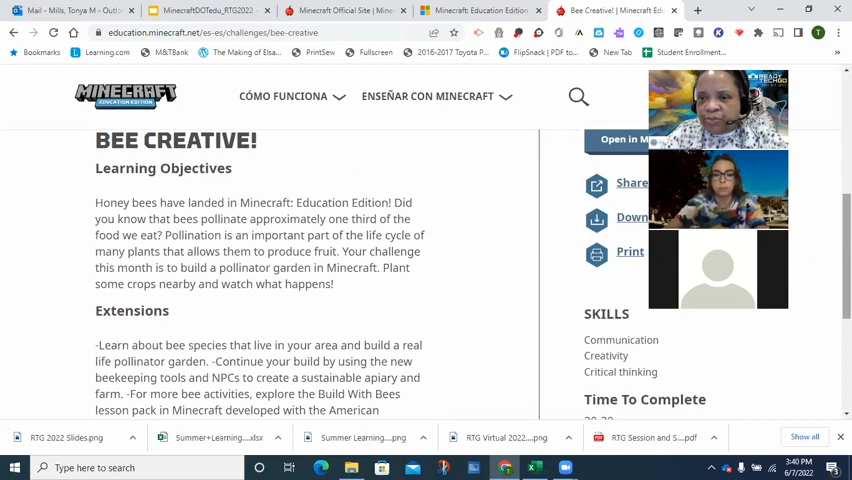 Mail - Mills, Tonya M - Outlo
MinecraftDOTedu_RTG2022 -
Minecraft Official Site | Minec
Minecraft: Education Edition
Bee Creative! | Minecraft Edu
education.minecraft.net/es-es/challenges/bee-creative
Bookmarks
Learning.com
M&TBank
The Making of Elsa...
PrintSew
Fullscreen
2016-2017 Toyota P...
FlipSnack | PDF to...
New Tab
Student Enrollment...
MINECRAFT
EDUCATION EDITION
CÓMO FUNCIONA
ENSEÑAR CON MINECRAFT
READY
TECH GO
BEE CREATIVE!
Learning Objectives
Honey bees have landed in Minecraft: Education Edition! Did
you know that bees pollinate approximately one third of the
food we eat? Pollination is an important part of the life cycle of
many plants that allows them to produce fruit. Your challenge
this month is to build a pollinator garden in Minecraft. Plant
some crops nearby and watch what happens!
Extensions
-Learn about bee species that live in your area and build a real
life pollinator garden. -Continue your build by using the new
beekeeping tools and NPCs to create a sustainable apiary and
farm. -For more bee activities, explore the Build With Bees
lesson pack in Minecraft developed with the American
Open in M
Share
Down
Print
SKILLS
Communication
Creativity
Critical thinking
Time To Complete
20-30
RTG 2022 Slides.png
Summer+Learning....xlsx
Summer Learning....png
RTG Virtual 2022....png
RTG Session and S....pdf
Show all
Type here to search
3:40 PM
6/7/2022